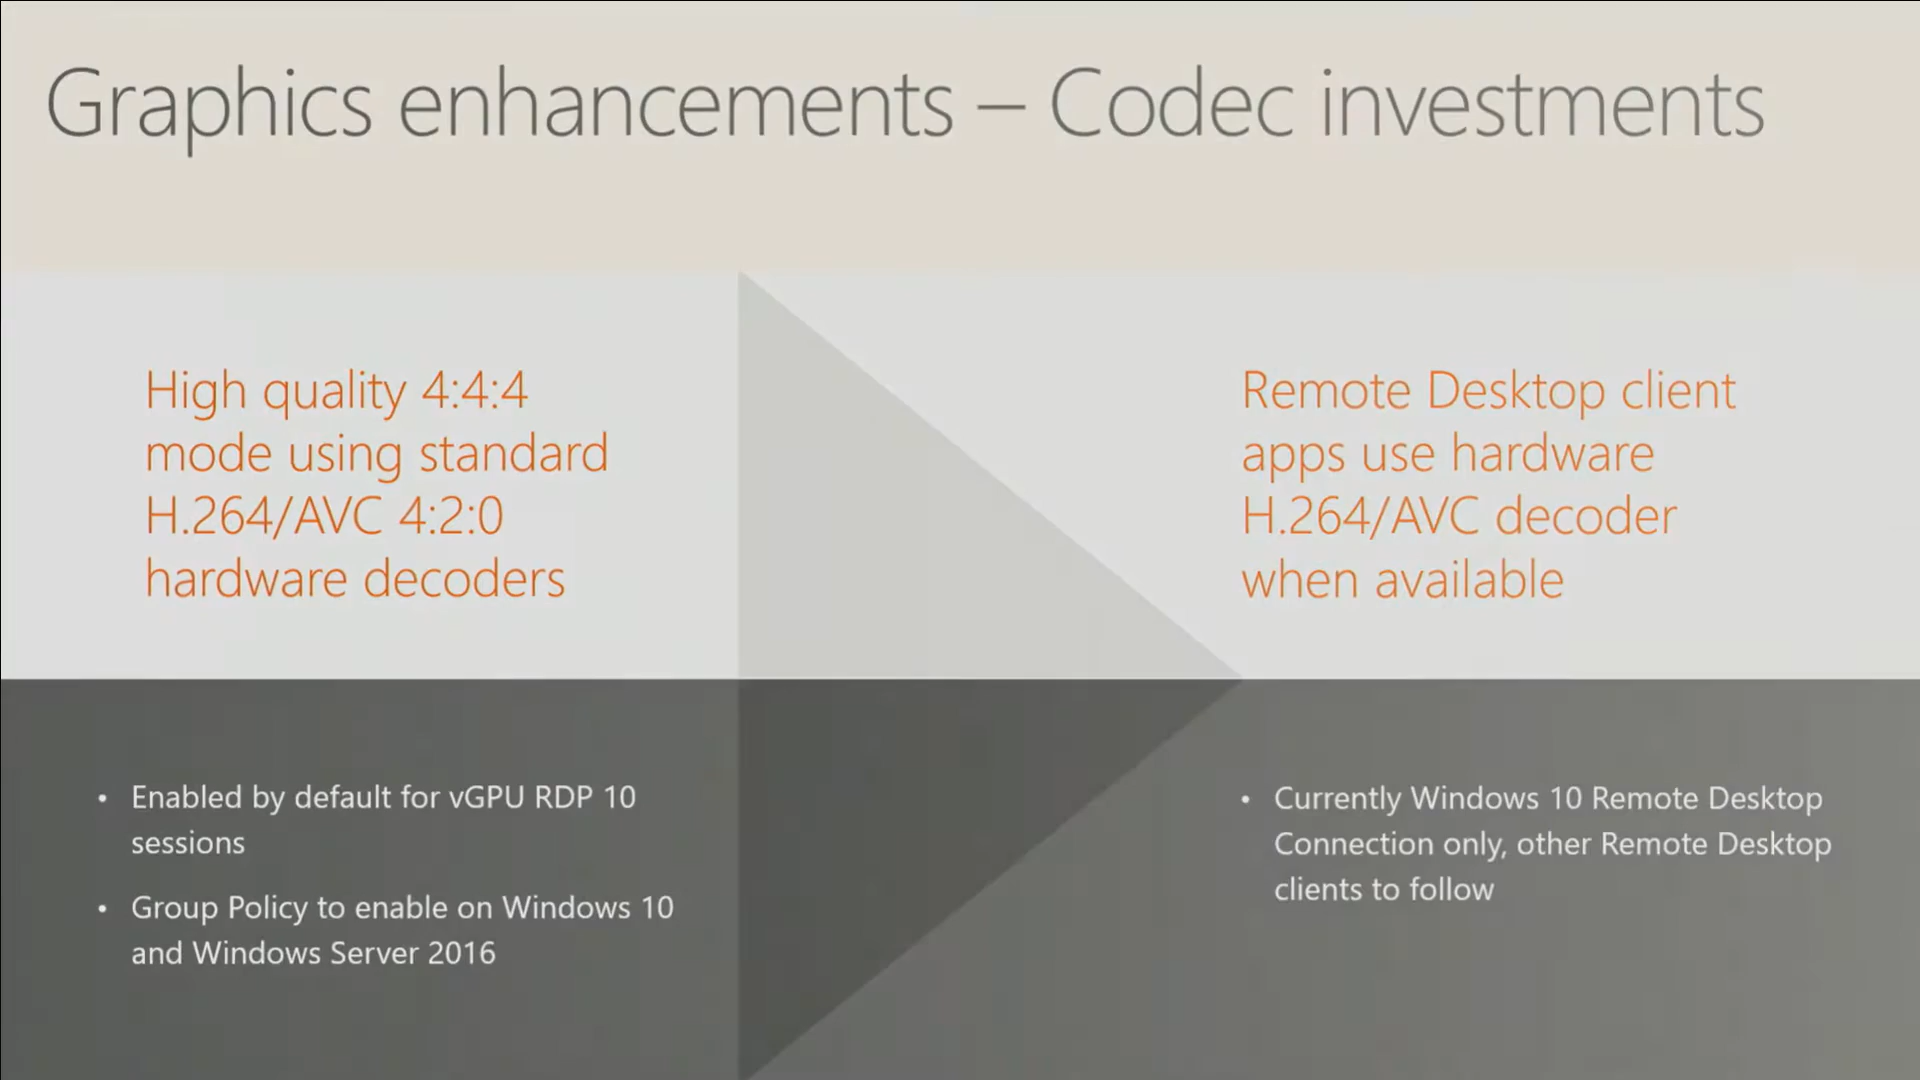 Graphics enhancements – Codec investments
High quality 4:4:4
mode using standard
H.264/AVC 4:2:0
hardware decoders
Remote Desktop client
apps use hardware
H.264/AVC decoder
when available
• Enabled by default for vGPU RDP 10
sessions
• Group Policy to enable on Windows 10
and Windows Server 2016
• Currently Windows 10 Remote Desktop
Connection only, other Remote Desktop
clients to follow